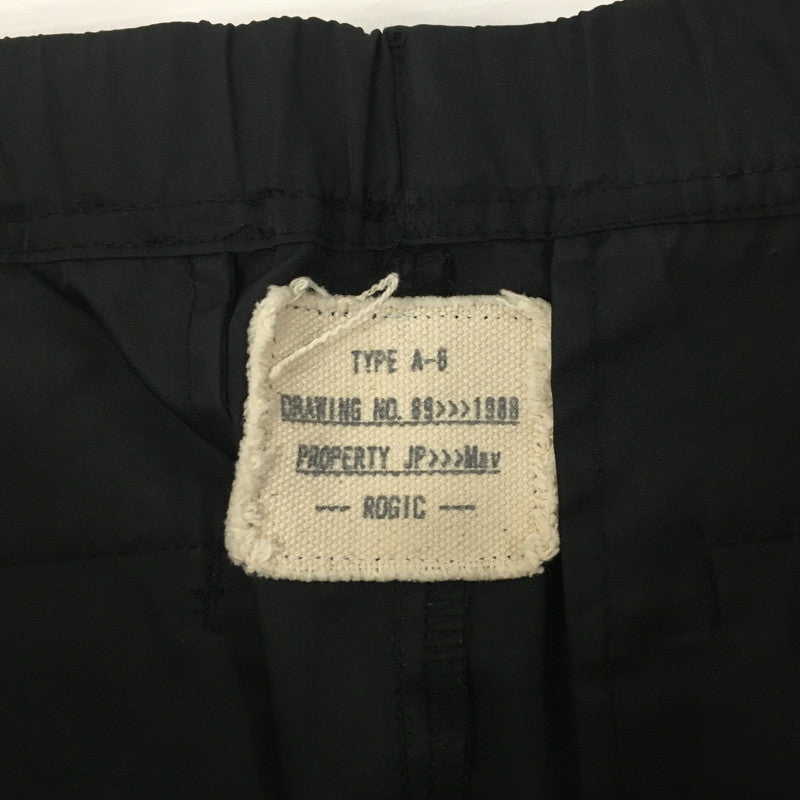 TYPE A-6
DRAWING NO. 89>>>1988
PROPERTY JP>>>Mav
--- ROGIC ---